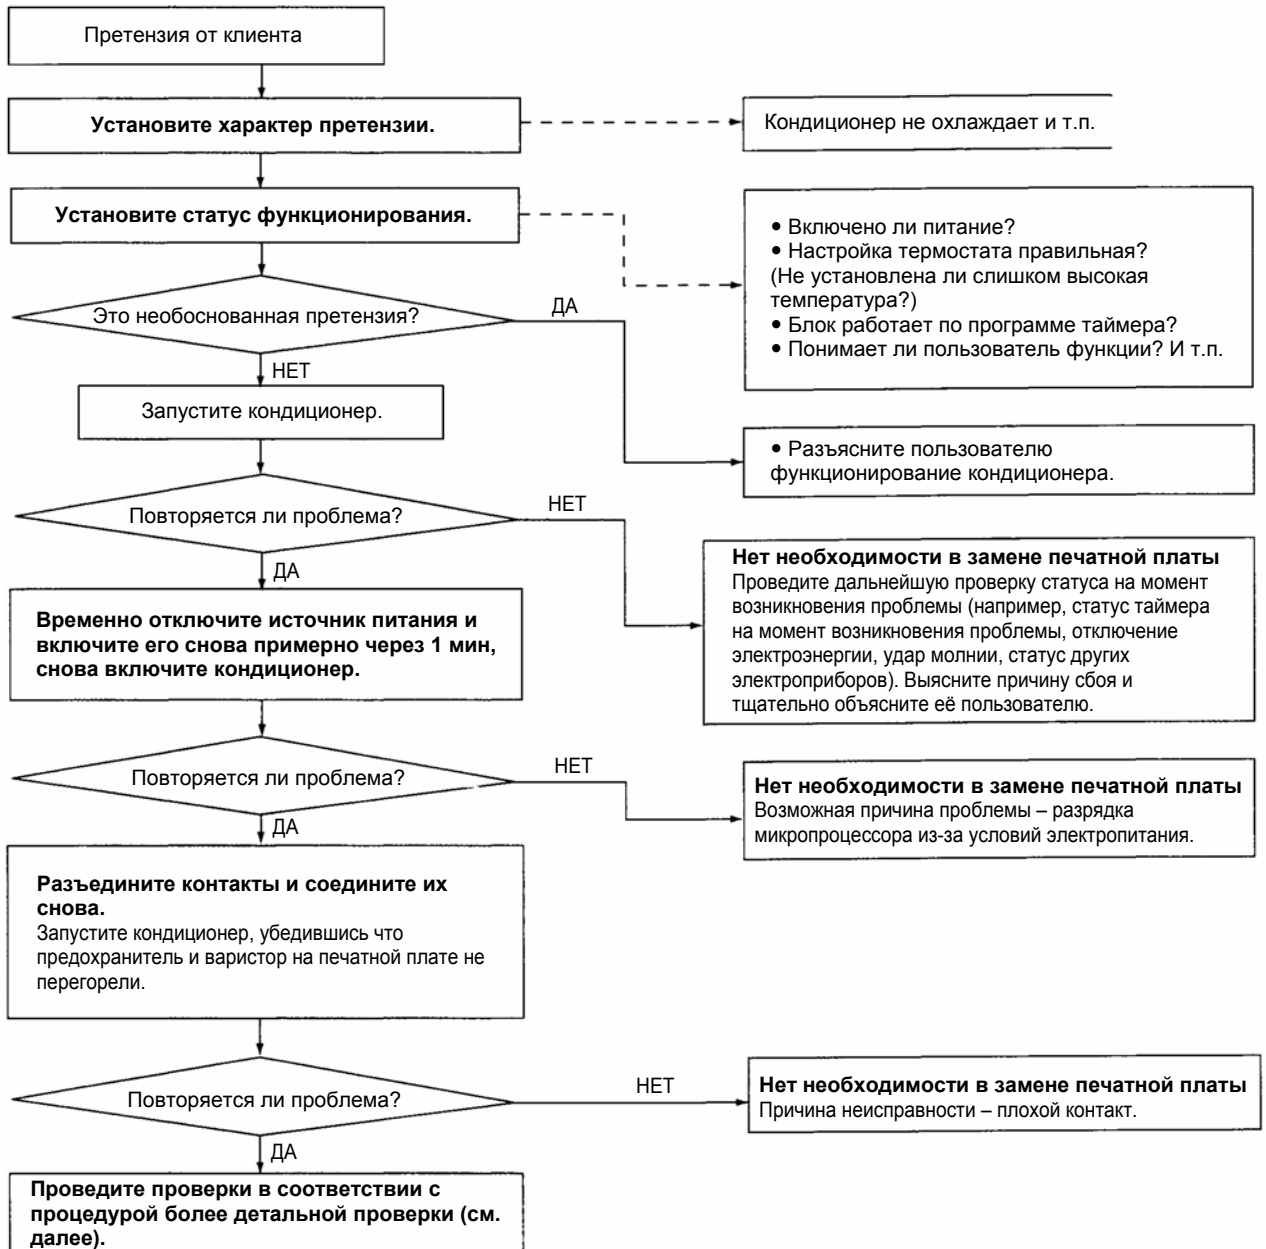 Претензия от клиента
Установите характер претензии.
Кондиционер не охлаждает и т.п.
Установите статус функционирования.
• Включено ли питание?
• Настройка термостата правильная?
(Не установлена ли слишком высокая
температура?)
• Блок работает по программе таймера?
• Понимает ли пользователь функции? И т.п.
Это необоснованная претензия?
ДА
НЕТ
Запустите кондиционер.
• Разъясните пользователю
функционирование кондиционера.
Повторяется ли проблема?
НЕТ
ДА
Нет необходимости в замене печатной платы
Проведите дальнейшую проверку статуса на момент
возникновения проблемы (например, статус таймера
на момент возникновения проблемы, отключение
электроэнергии, удар молнии, статус других
электроприборов). Выясните причину сбоя и
тщательно объясните её пользователю.
Временно отключите источник питания и
включите его снова примерно через 1 мин,
снова включите кондиционер.
Повторяется ли проблема?
НЕТ
ДА
Нет необходимости в замене печатной платы
Возможная причина проблемы – разрядка
микропроцессора из-за условий электропитания.
Разъедините контакты и соедините их
снова.
Запустите кондиционер, убедившись что
предохранитель и варистор на печатной плате не
перегорели.
Повторяется ли проблема?
НЕТ
ДА
Нет необходимости в замене печатной платы
Причина неисправности – плохой контакт.
Проведите проверки в соответствии с
процедурой более детальной проверки (см.
далее).